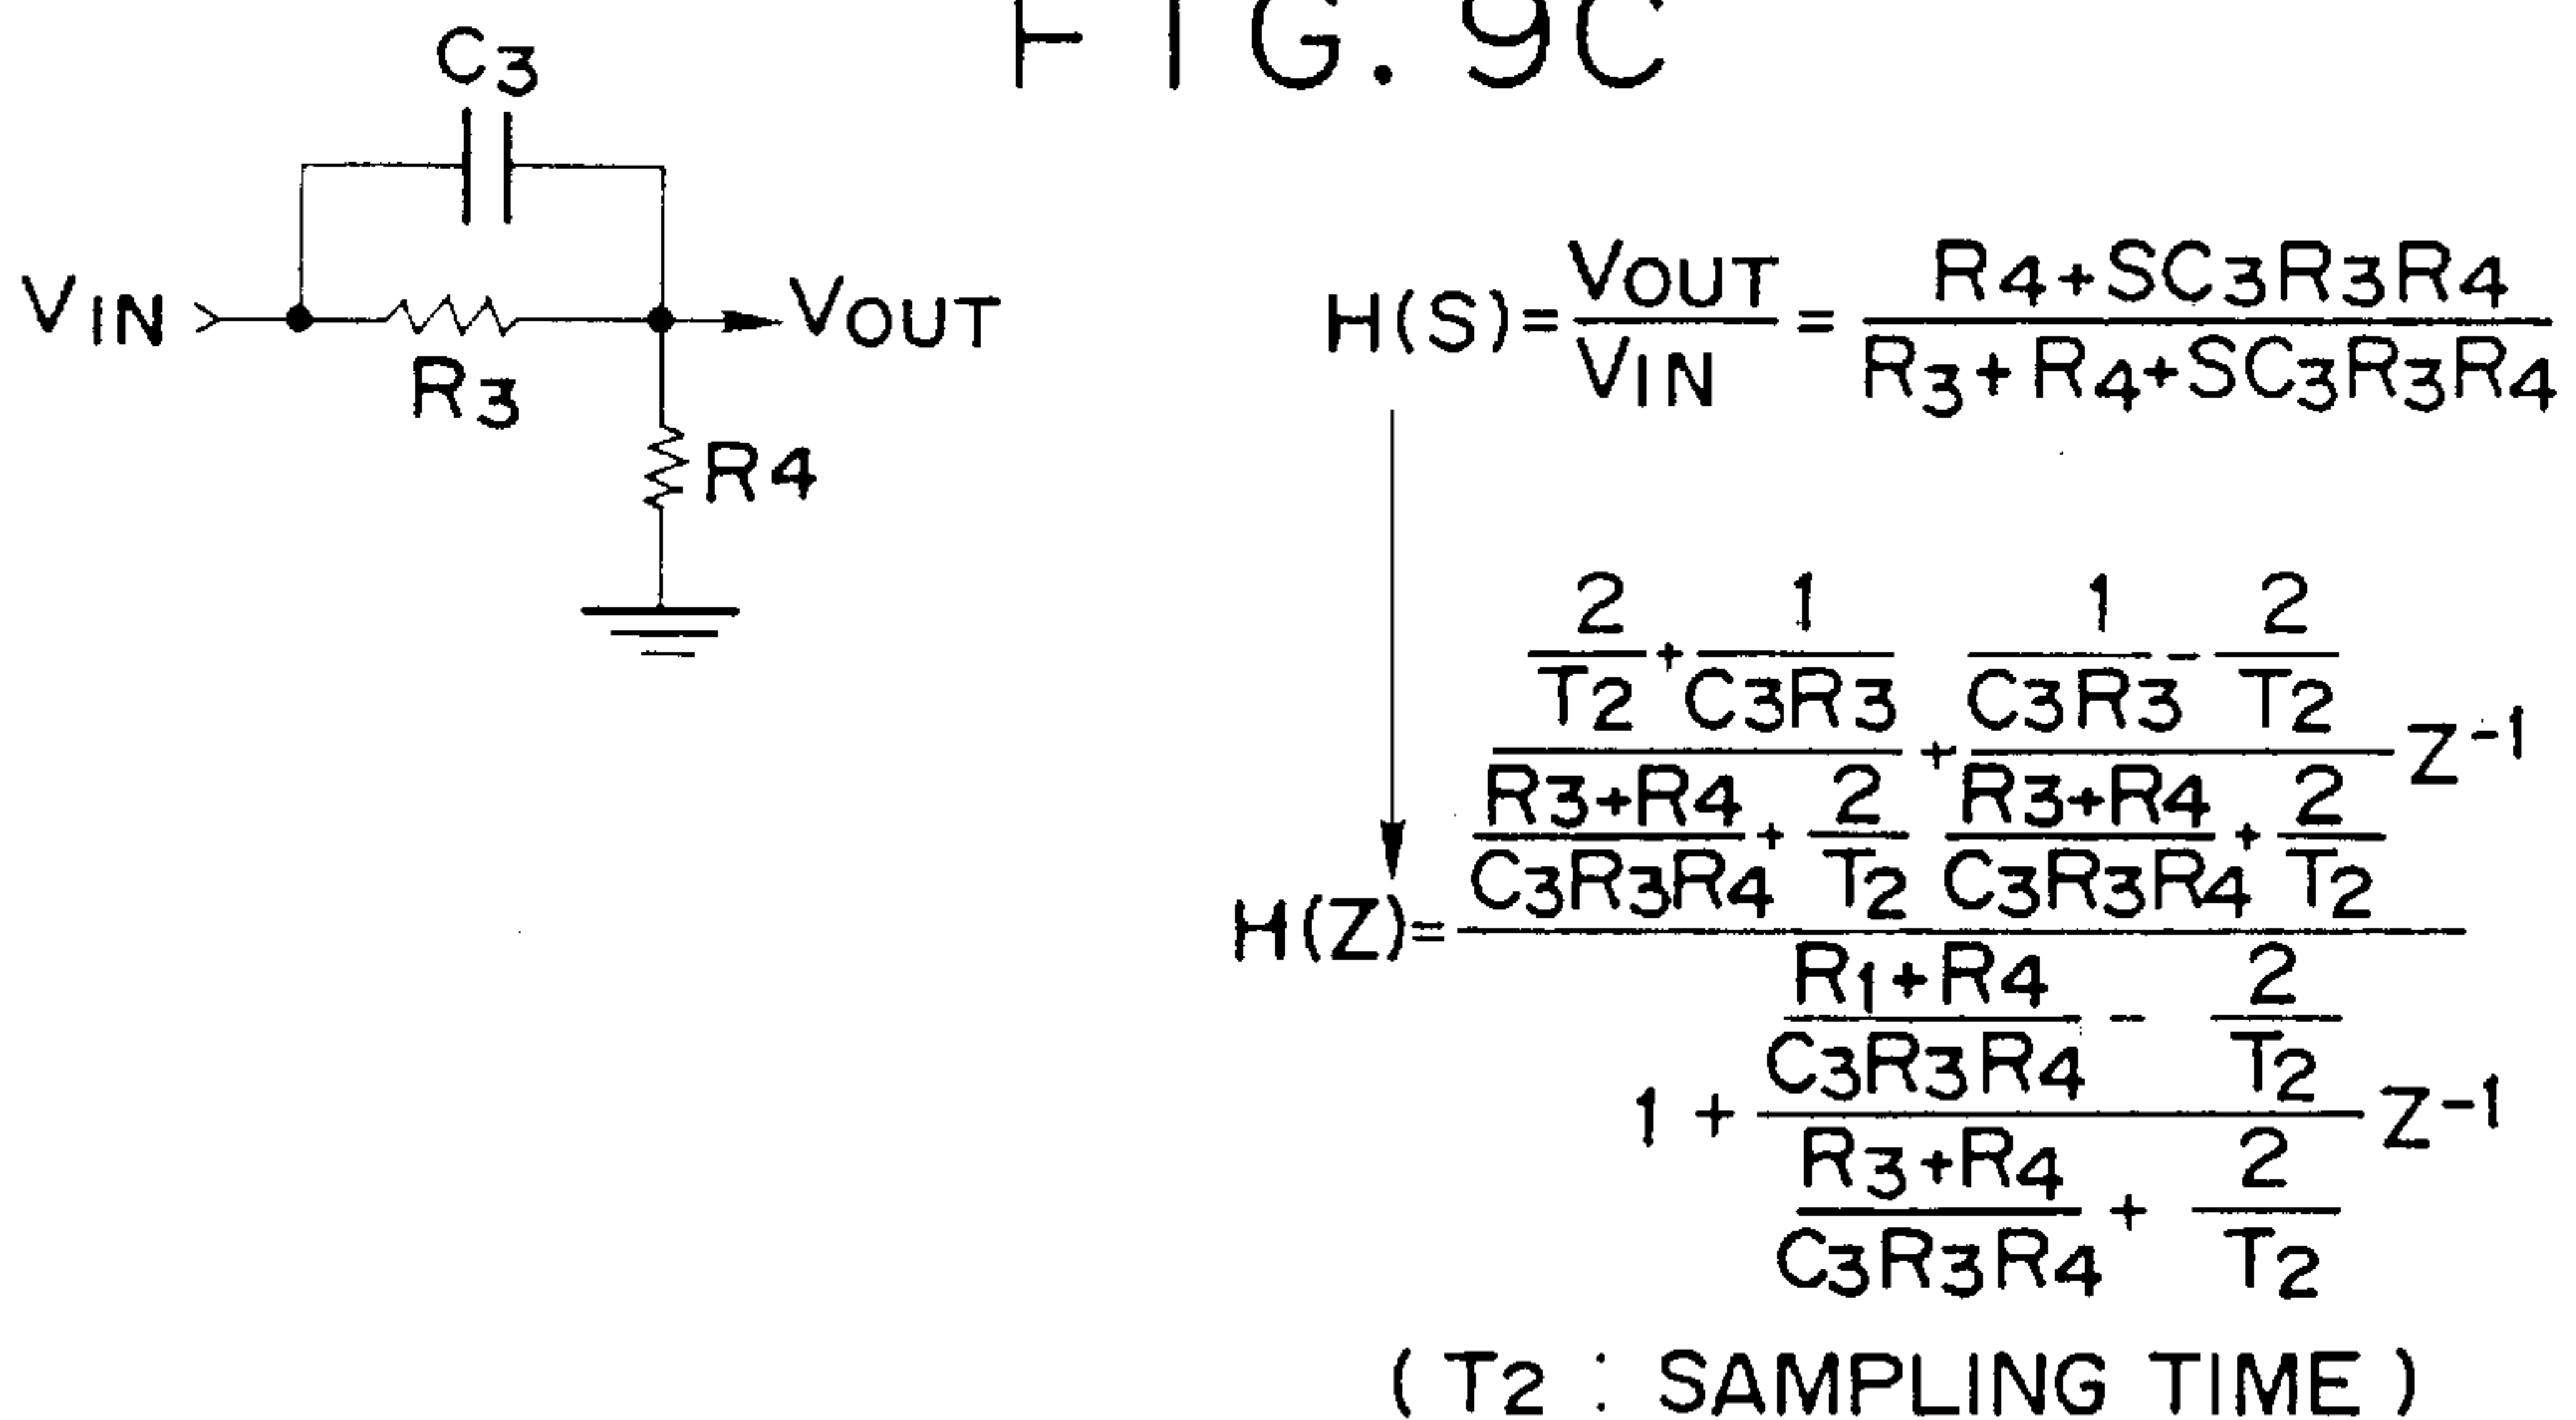 FIG. 9C
C3
VIN
VOUT
R3
R4
H(S) = VOUT/VIN = (R4+SC3R3R4)/(R3+R4+SC3R3R4)
2/T2 + 1/C3R3   1/C3R3 - 2/T2
+   Z⁻¹
R3+R4/C3R3R4 + 2/T2   R3+R4/C3R3R4 + 2/T2
H(Z)=
R1+R4/C3R3R4 - 2/T2
1 +   Z⁻¹
R3+R4/C3R3R4 + 2/T2
(T2 : SAMPLING TIME)